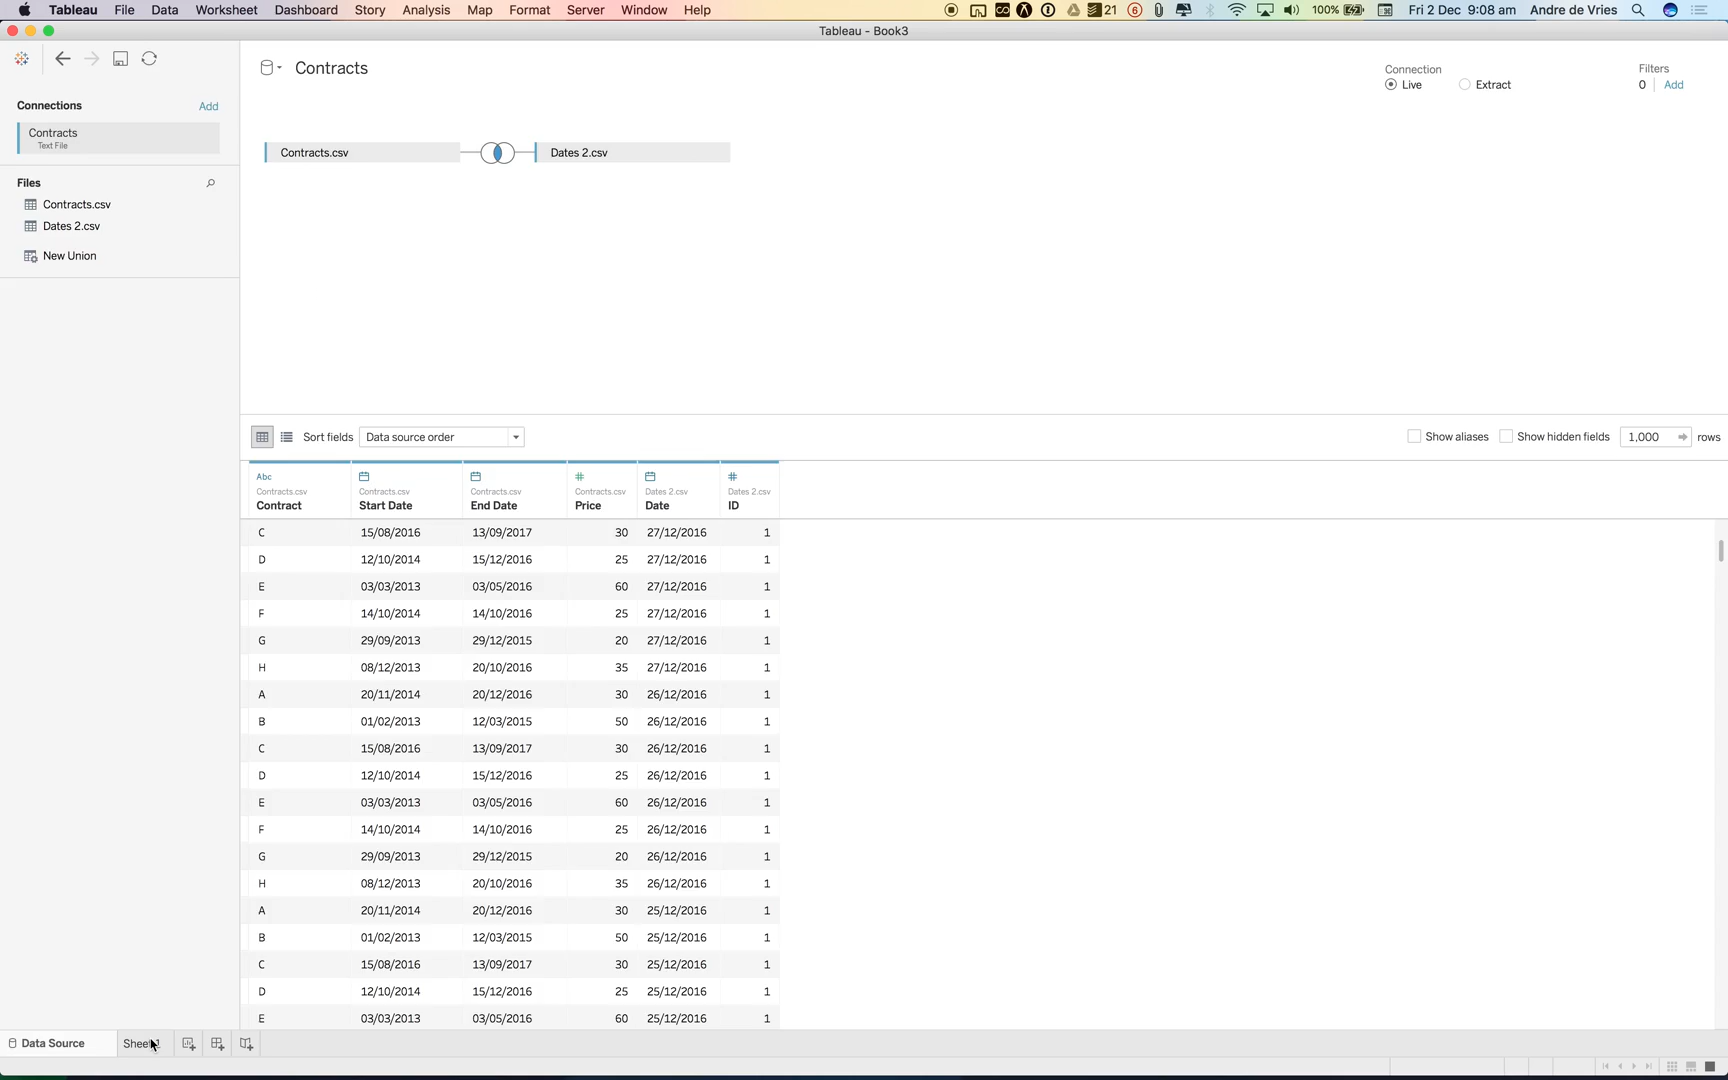 Tableau File Data Worksheet Dashboard Story Analysis Map Format Server Window Help 21 6 100% Fri 2 Dec 9:08 am Andre de Vries
Tableau - Book3
Connections Add
Contracts
Text File
Files
Contracts.csv
Dates 2.csv
New Union
Contracts
Connection
Live Extract
Filters
0 Add
Contracts.csv Dates 2.csv
Sort fields Data source order Show aliases Show hidden fields 1,000 rows
Abc # #
Contracts.csv Contracts.csv Contracts.csv Contracts.csv Dates 2.csv Dates 2.csv
Contract Start Date End Date Price Date ID
C 15/08/2016 13/09/2017 30 27/12/2016 1
D 12/10/2014 15/12/2016 25 27/12/2016 1
E 03/03/2013 03/05/2016 60 27/12/2016 1
F 14/10/2014 14/10/2016 25 27/12/2016 1
G 29/09/2013 29/12/2015 20 27/12/2016 1
H 08/12/2013 20/10/2016 35 27/12/2016 1
A 20/11/2014 20/12/2016 30 26/12/2016 1
B 01/02/2013 12/03/2015 50 26/12/2016 1
C 15/08/2016 13/09/2017 30 26/12/2016 1
D 12/10/2014 15/12/2016 25 26/12/2016 1
E 03/03/2013 03/05/2016 60 26/12/2016 1
F 14/10/2014 14/10/2016 25 26/12/2016 1
G 29/09/2013 29/12/2015 20 26/12/2016 1
H 08/12/2013 20/10/2016 35 26/12/2016 1
A 20/11/2014 20/12/2016 30 25/12/2016 1
B 01/02/2013 12/03/2015 50 25/12/2016 1
C 15/08/2016 13/09/2017 30 25/12/2016 1
D 12/10/2014 15/12/2016 25 25/12/2016 1
E 03/03/2013 03/05/2016 60 25/12/2016 1
Data Source Sheet 1